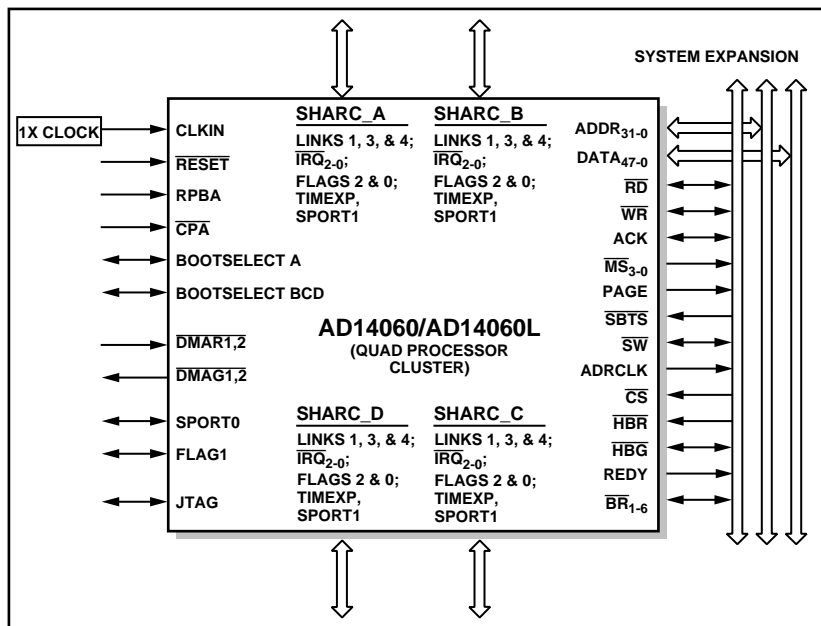 SYSTEM EXPANSION
1X CLOCK
CLKIN
RESET
RPBA
CPA
BOOTSELECT A
BOOTSELECT BCD
DMAR1,2
DMAG1,2
SPORT0
FLAG1
JTAG
SHARC_A
LINKS 1, 3, & 4;
IRQ2-0;
FLAGS 2 & 0;
TIMEXP,
SPORT1
SHARC_B
LINKS 1, 3, & 4;
IRQ2-0;
FLAGS 2 & 0;
TIMEXP,
SPORT1
AD14060/AD14060L
(QUAD PROCESSOR
CLUSTER)
SHARC_D
LINKS 1, 3, & 4;
IRQ2-0;
FLAGS 2 & 0;
TIMEXP,
SPORT1
SHARC_C
LINKS 1, 3, & 4;
IRQ2-0;
FLAGS 2 & 0;
TIMEXP,
SPORT1
ADDR31-0
DATA47-0
RD
WR
ACK
MS3-0
PAGE
SBTS
SW
ADRCLK
CS
HBR
HBG
REDY
BR1-6